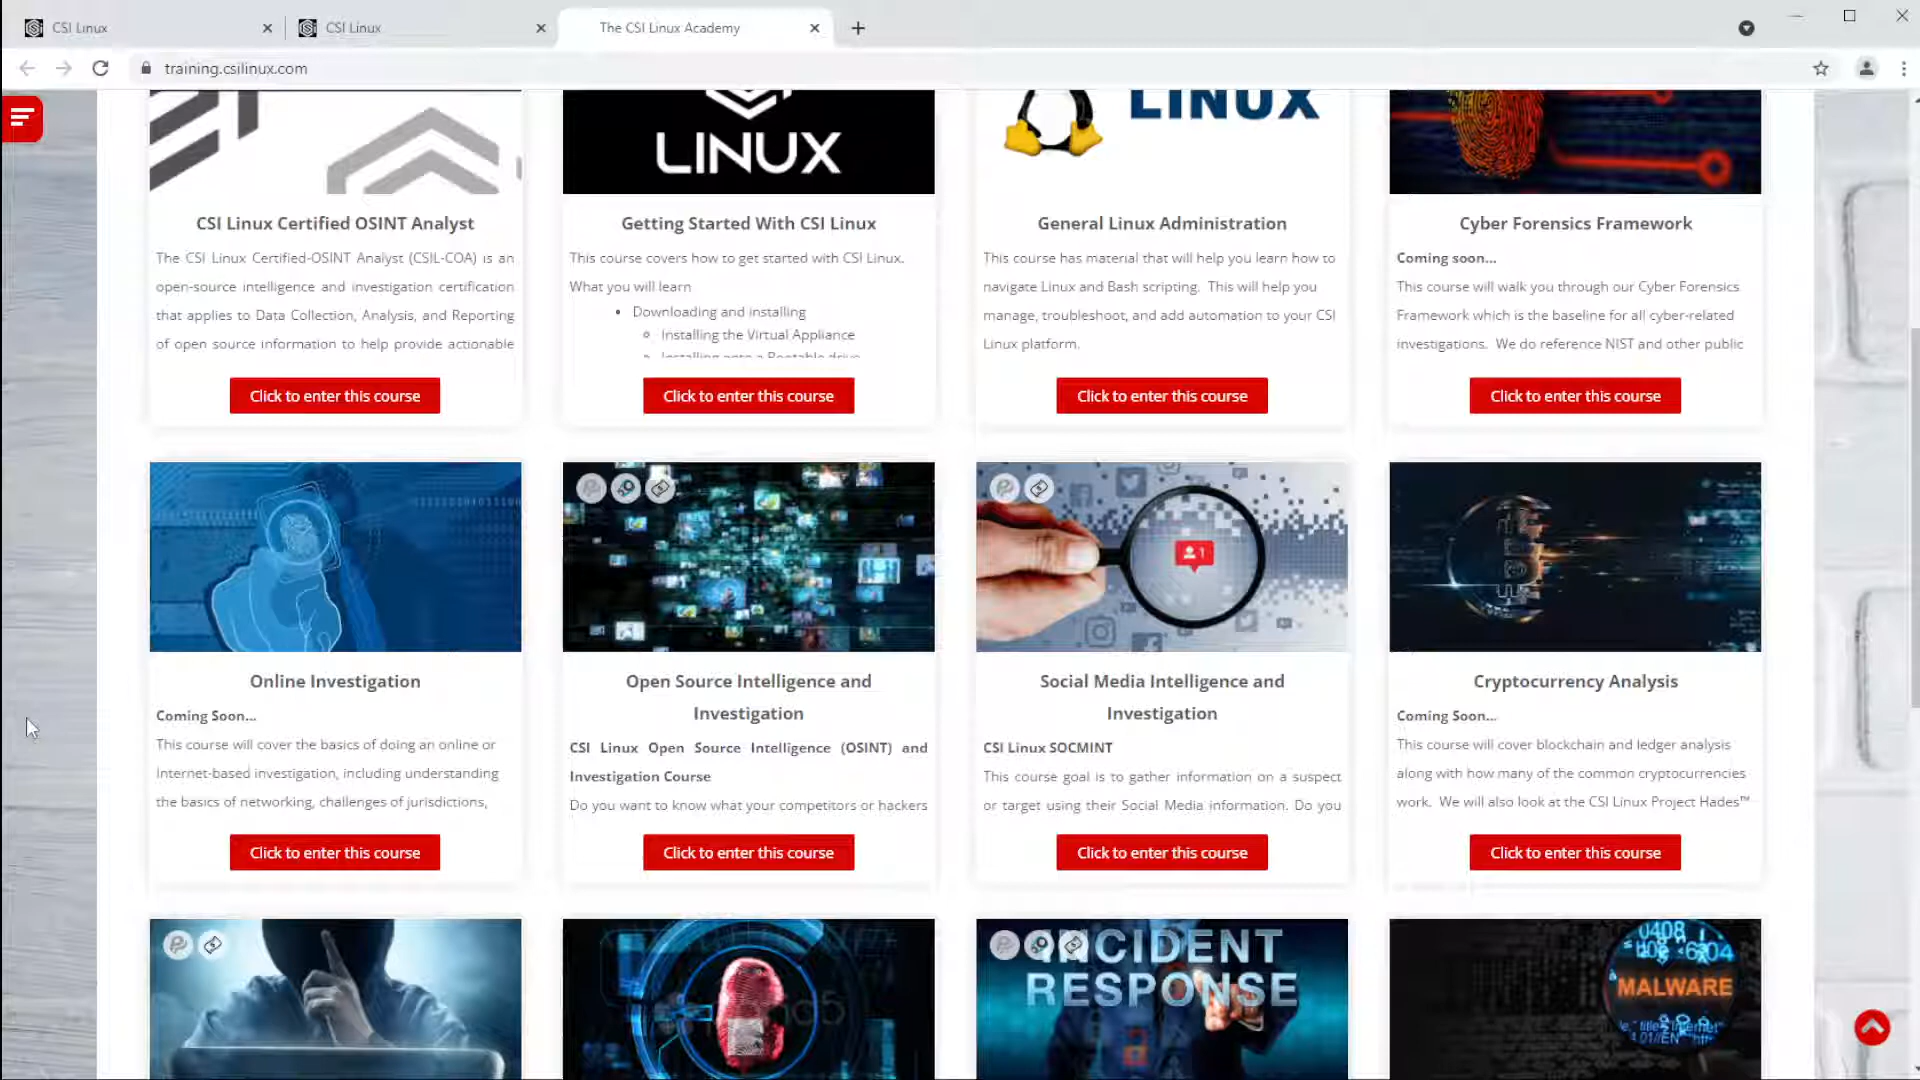 CSI Linux
CSI Linux
The CSI Linux Academy
training.csilinux.com
LINUX
LINUX
CSI Linux Certified OSINT Analyst
The CSI Linux Certified-OSINT Analyst (CSIL-COA) is an
open-source intelligence and investigation certification
that applies to Data Collection, Analysis, and Reporting
of open source information to help provide actionable
Click to enter this course
Getting Started With CSI Linux
This course covers how to get started with CSI Linux.
What you will learn
Downloading and installing
Installing the Virtual Appliance
Installing onto a Bootable drive
Click to enter this course
General Linux Administration
This course has material that will help you learn how to
navigate Linux and Bash scripting. This will help you
manage, troubleshoot, and add automation to your CSI
Linux platform.
Click to enter this course
Cyber Forensics Framework
Coming soon...
This course will walk you through our Cyber Forensics
Framework which is the baseline for all cyber-related
investigations. We do reference NIST and other public
Click to enter this course
Online Investigation
Coming Soon...
This course will cover the basics of doing an online or
Internet-based investigation, including understanding
the basics of networking, challenges of jurisdictions,
Click to enter this course
Open Source Intelligence and
Investigation
CSI Linux Open Source Intelligence (OSINT) and
Investigation Course
Do you want to know what your competitors or hackers
Click to enter this course
1
Social Media Intelligence and
Investigation
CSI Linux SOCMINT
This course goal is to gather information on a suspect
or target using their Social Media information. Do you
Click to enter this course
Cryptocurrency Analysis
Coming Soon...
This course will cover blockchain and ledger analysis
along with how many of the common cryptocurrencies
work. We will also look at the CSI Linux Project Hades™
Click to enter this course
INCIDENT
RESPONSE
MALWARE